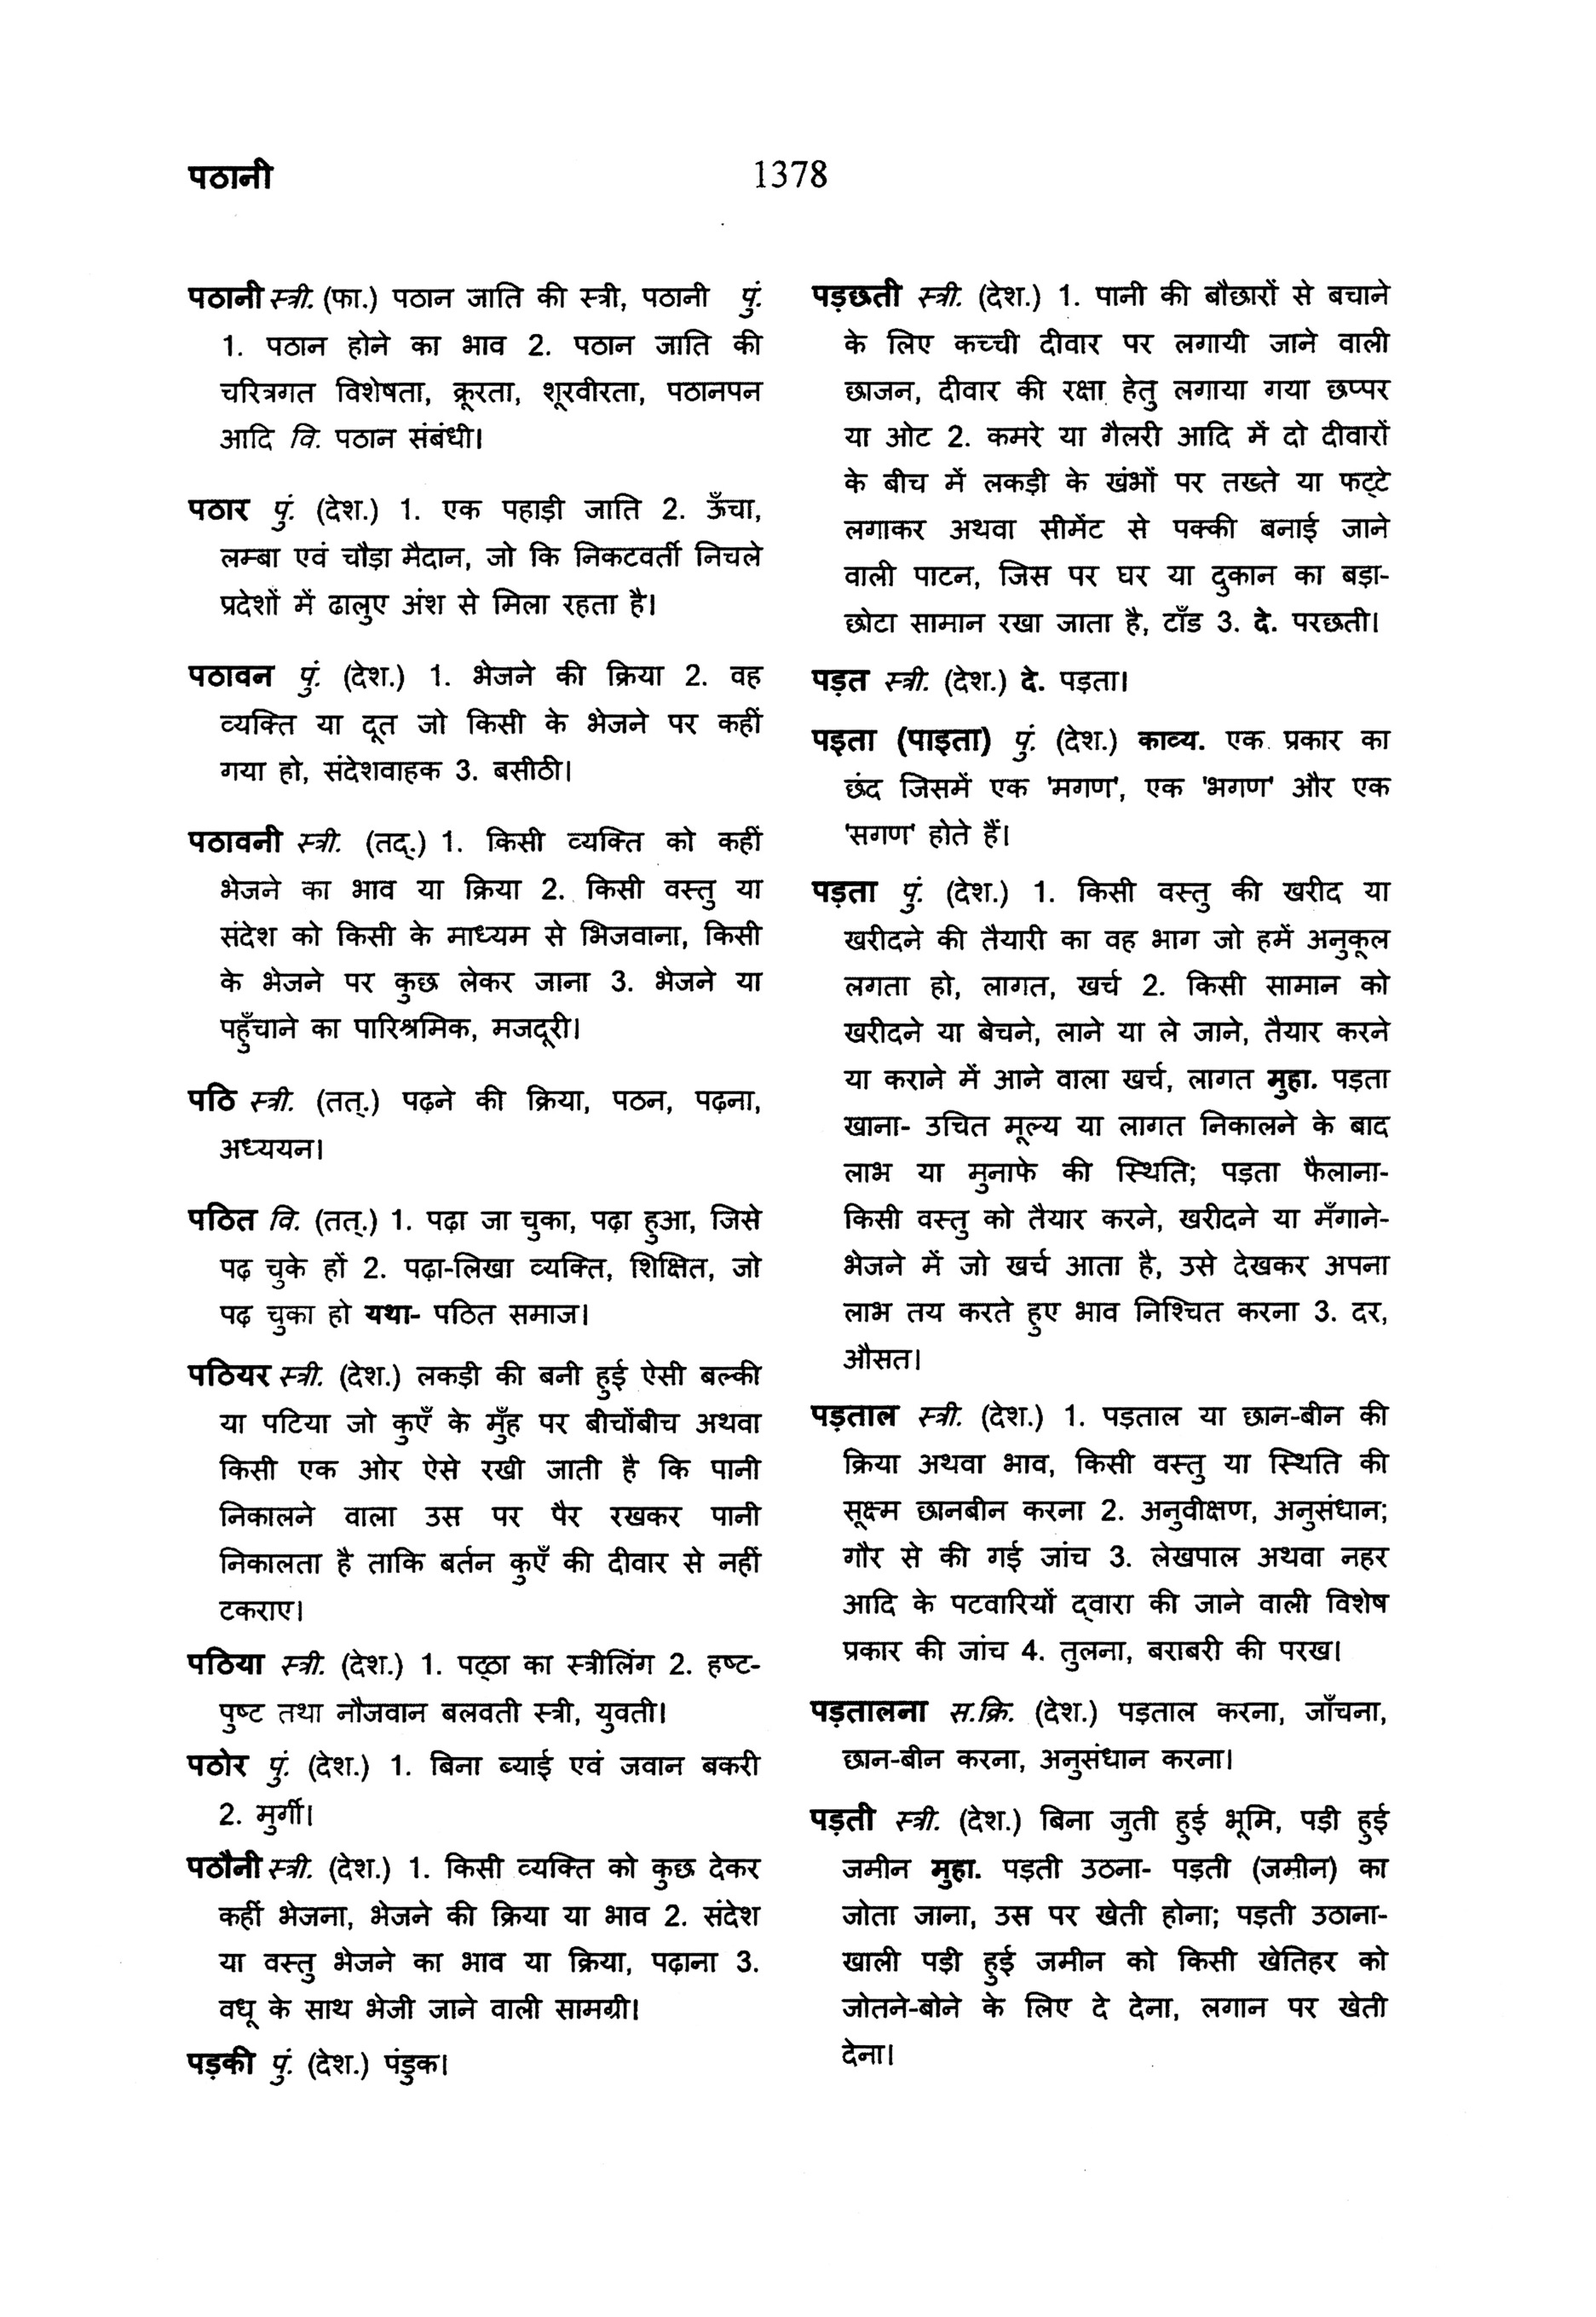 पठानी
1378
पठानी स्त्री. (फा.) पठान जाति की स्त्री, पठानी पुं.
1. पठान होने का भाव 2. पठान जाति की
चरित्रगत विशेषता, क्रूरता, शूरवीरता, पठानपन
आदि वि. पठान संबंधी।
पठार पुं. (देश.) 1. एक पहाड़ी जाति 2. ऊँचा,
लम्बा एवं चौड़ा मैदान, जो कि निकटवर्ती निचले
प्रदेशों में ढालुए अंश से मिला रहता है।
पठावन पुं. (देश.) 1. भेजने की क्रिया 2. वह
व्यक्ति या दूत जो किसी के भेजने पर कहीं
गया हो, संदेशवाहक 3. बसीठी।
पठावनी स्त्री. (तद्.) 1. किसी व्यक्ति को कहीं
भेजने का भाव या क्रिया 2. किसी वस्तु या
संदेश को किसी के माध्यम से भिजवाना, किसी
के भेजने पर कुछ लेकर जाना 3. भेजने या
पहुँचाने का पारिश्रमिक, मजदूरी।
पठि स्त्री. (तत्.) पढ़ने की क्रिया, पठन, पढ़ना,
अध्ययन।
पठित वि. (तत्.) 1. पढ़ा जा चुका, पढ़ा हुआ, जिसे
पढ़ चुके हों 2. पढ़ा-लिखा व्यक्ति, शिक्षित, जो
पढ़ चुका हो यथा- पठित समाज।
पठियर स्त्री. (देश.) लकड़ी की बनी हुई ऐसी बल्की
या पटिया जो कुएँ के मुँह पर बीचोंबीच अथवा
किसी एक ओर ऐसे रखी जाती है कि पानी
निकालने वाला उस पर पैर रखकर पानी
निकालता है ताकि बर्तन कुएँ की दीवार से नहीं
टकराए।
पठिया स्त्री. (देश.) 1. पट्ठा का स्त्रीलिंग 2. हष्ट-
पुष्ट तथा नौजवान बलवती स्त्री, युवती।
पठोर पुं. (देश.) 1. बिना ब्याई एवं जवान बकरी
2. मुर्गी।
पठौनी स्त्री. (देश.) 1. किसी व्यक्ति को कुछ देकर
कहीं भेजना, भेजने की क्रिया या भाव 2. संदेश
या वस्तु भेजने का भाव या क्रिया, पढ़ाना 3.
वधू के साथ भेजी जाने वाली सामग्री।
पड़की पुं. (देश.) पंडुक।
पड़छती स्त्री. (देश.) 1. पानी की बौछारों से बचाने
के लिए कच्ची दीवार पर लगायी जाने वाली
छाजन, दीवार की रक्षा हेतु लगाया गया छप्पर
या ओट 2. कमरे या गैलरी आदि में दो दीवारों
के बीच में लकड़ी के खंभों पर तख्ते या फट्टे
लगाकर अथवा सीमेंट से पक्की बनाई जाने
वाली पाटन, जिस पर घर या दुकान का बड़ा-
छोटा सामान रखा जाता है, टाँड 3. दे. परछती।
पड़त स्त्री. (देश.) दे. पड़ता।
पइता (पाइता) पुं. (देश.) काव्य. एक प्रकार का
छंद जिसमें एक 'मगण', एक 'भगण' और एक
'सगण' होते हैं।
पड़ता पुं. (देश.) 1. किसी वस्तु की खरीद या
खरीदने की तैयारी का वह भाग जो हमें अनुकूल
लगता हो, लागत, खर्च 2. किसी सामान को
खरीदने या बेचने, लाने या ले जाने, तैयार करने
या कराने में आने वाला खर्च, लागत मुहा. पड़ता
खाना- उचित मूल्य या लागत निकालने के बाद
लाभ या मुनाफे की स्थिति; पड़ता फैलाना-
किसी वस्तु को तैयार करने, खरीदने या मँगाने-
भेजने में जो खर्च आता है, उसे देखकर अपना
लाभ तय करते हुए भाव निश्चित करना 3. दर,
औसत।
पड़ताल स्त्री. (देश.) 1. पड़ताल या छान-बीन की
क्रिया अथवा भाव, किसी वस्तु या स्थिति की
सूक्ष्म छानबीन करना 2. अनुवीक्षण, अनुसंधान;
गौर से की गई जांच 3. लेखपाल अथवा नहर
आदि के पटवारियों द्वारा की जाने वाली विशेष
प्रकार की जांच 4. तुलना, बराबरी की परख।
पड़तालना स.क्रि. (देश.) पड़ताल करना, जाँचना,
छान-बीन करना, अनुसंधान करना।
पड़ती स्त्री. (देश.) बिना जुती हुई भूमि, पड़ी हुई
जमीन मुहा. पड़ती उठना- पड़ती (जमीन) का
जोता जाना, उस पर खेती होना; पड़ती उठाना-
खाली पड़ी हुई जमीन को किसी खेतिहर को
जोतने-बोने के लिए दे देना, लगान पर खेती
देना।